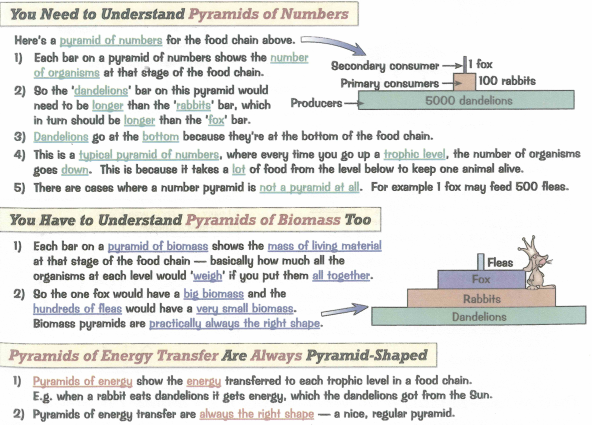 You Need to Understand Pyramids of Numbers
Here's a pyramid of numbers for the food chain above.
1) Each bar on a pyramid of numbers shows the number
of organisms at that stage of the food chain.
2) So the 'dandelions' bar on this pyramid would
need to be longer than the 'rabbits' bar, which
in turn should be longer than the 'fox' bar.
Secondary consumer
1 fox
Primary consumers
100 rabbits
Producers
5000 dandelions
3) Dandelions go at the bottom because they're at the bottom of the food chain.
4) This is a typical pyramid of numbers, where every time you go up a trophic level, the number of organisms
goes down. This is because it takes a lot of food from the level below to keep one animal alive.
5) There are cases where a number pyramid is not a pyramid at all. For example 1 fox may feed 500 fleas.
You Have to Understand Pyramids of Biomass Too
1) Each bar on a pyramid of biomass shows the mass of living material
at that stage of the food chain — basically how much all the
organisms at each level would 'weigh' if you put them all together.
2) So the one fox would have a big biomass and the
hundreds of fleas would have a very small biomass.
Biomass pyramids are practically always the right shape.
Fleas
Fox
Rabbits
Dandelions
Pyramids of Energy Transfer Are Always Pyramid-Shaped
1) Pyramids of energy show the energy transferred to each trophic level in a food chain.
E.g. when a rabbit eats dandelions it gets energy, which the dandelions got from the Sun.
2) Pyramids of energy transfer are always the right shape — a nice, regular pyramid.